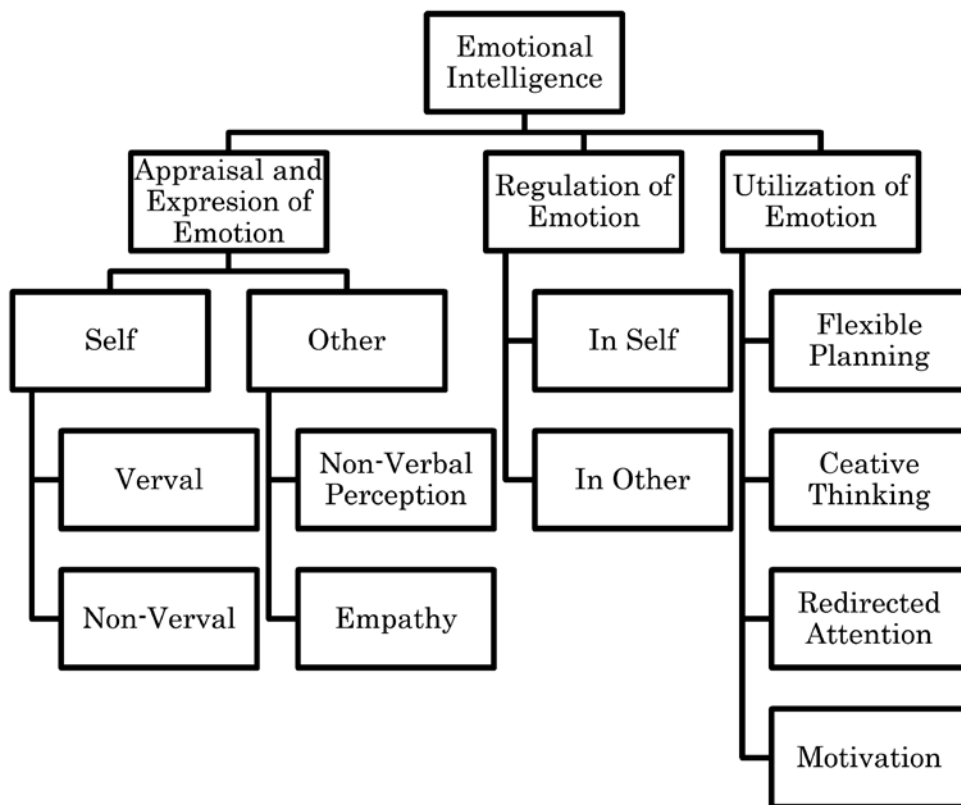 Emotional
Intelligence
Appraisal and
Expresion of
Emotion
Regulation of
Emotion
Utilization of
Emotion
Self
Other
In Self
Flexible
Planning
Verval
Non-Verbal
Perception
In Other
Ceative
Thinking
Non-Verval
Empathy
Redirected
Attention
Motivation